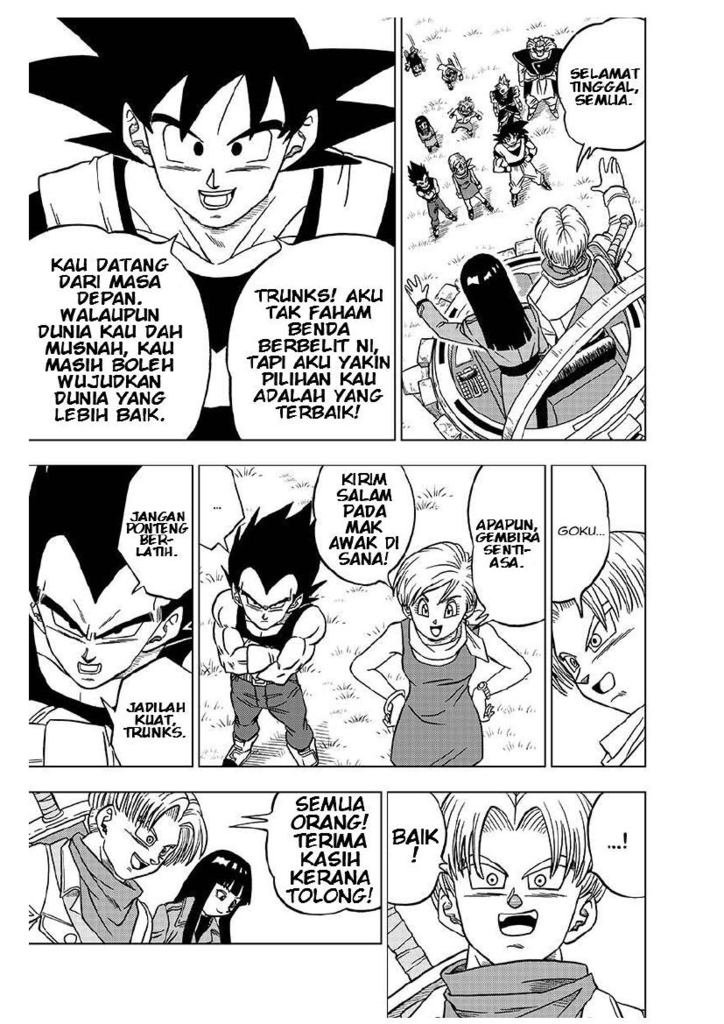 SELAMAT
TINGGAL,
SEMUA.
TRUNKS! AKU
TAK FAHAM
BENDA
BERBELIT NI,
TAPI AKU YAKIN
PILIHAN KAU
ADALAH YANG
TERBAIK!
KAU DATANG
DARI MASA
DEPAN.
WALAUPUN
DUNIA KAU DAH
MUSNAH, KAU
MASIH BOLEH
WUJUDKAN
DUNIA YANG
LEBIH BAIK.
GOKU...
APAPUN,
GEMBIRA
SENTI-
ASA.
KIRIM
SALAM
PADA
MAK
AWAK DI
SANA!
...
JANGAN
PONTENG
BER-
LATIH.
JADILAH
KUAT,
TRUNKS.
...!
BAIK
!
SEMUA
ORANG!
TERIMA
KASIH
KERANA
TOLONG!